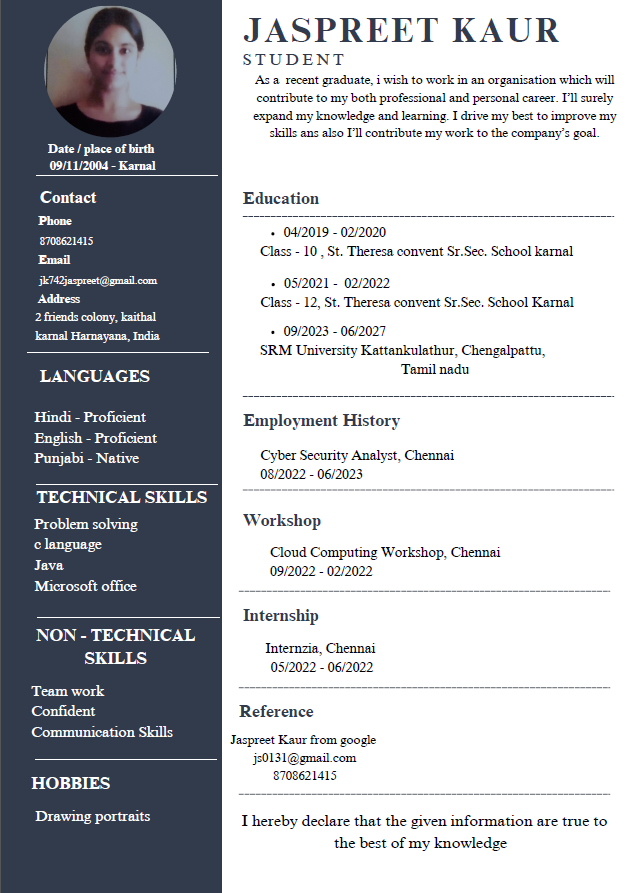 JASPREET KAUR
STUDENT
As a  recent graduate, i wish to work in an organisation which will
contribute to my both professional and personal career. I'll surely
expand my knowledge and learning. I drive my best to improve my
skills ans also I'll contribute my work to the company's goal.
Date / place of birth
09/11/2004 - Karnal
Contact
Phone
8708621415
Email
jk742jaspreet@gmail.com
Address
2 friends colony, kaithal
karnal Harnayana, India
LANGUAGES
Hindi - Proficient
English - Proficient
Punjabi - Native
TECHNICAL SKILLS
Problem solving
c language
Java
Microsoft office
NON - TECHNICAL
SKILLS
Team work
Confident
Communication Skills
HOBBIES
Drawing portraits
Education
• 04/2019 - 02/2020
Class - 10 , St. Theresa convent Sr.Sec. School karnal
• 05/2021 -  02/2022
Class - 12, St. Theresa convent Sr.Sec. School Karnal
• 09/2023 - 06/2027
SRM University Kattankulathur, Chengalpattu,
Tamil nadu
Employment History
Cyber Security Analyst, Chennai
08/2022 - 06/2023
Workshop
Cloud Computing Workshop, Chennai
09/2022 - 02/2022
Internship
Internzia, Chennai
05/2022 - 06/2022
Reference
Jaspreet Kaur from google
js0131@gmail.com
8708621415
I hereby declare that the given information are true to
the best of my knowledge